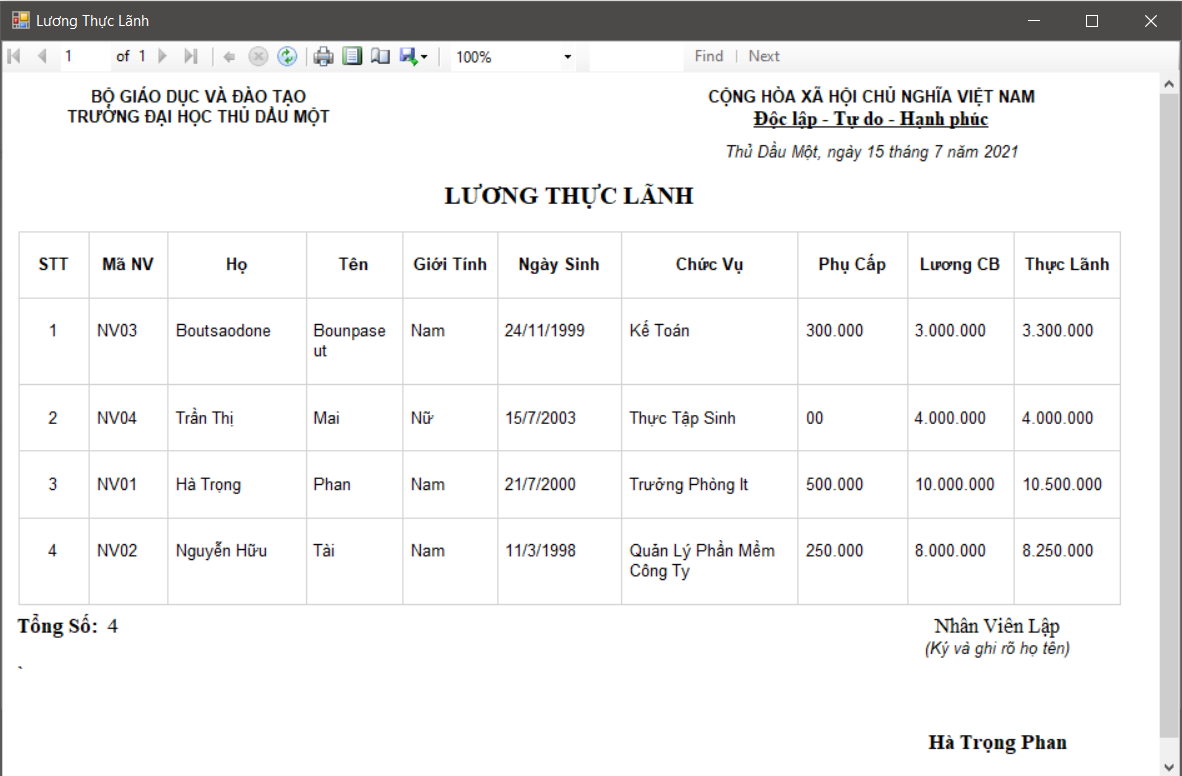 Lương Thực Lãnh
1 of 1 100% Find Next
BỘ GIÁO DỤC VÀ ĐÀO TẠO
TRƯỜNG ĐẠI HỌC THỦ DẦU MỘT
CỘNG HÒA XÃ HỘI CHỦ NGHĨA VIỆT NAM
Độc lập - Tự do - Hạnh phúc
Thủ Dầu Một, ngày 15 tháng 7 năm 2021
LƯƠNG THỰC LÃNH
STT Mã NV Họ Tên Giới Tính Ngày Sinh Chức Vụ Phụ Cấp Lương CB Thực Lãnh
1 NV03 Boutsaodone Bounpase Nam 24/11/1999 Kế Toán 300.000 3.000.000 3.300.000
ut
2 NV04 Trần Thị Mai Nữ 15/7/2003 Thực Tập Sinh 00 4.000.000 4.000.000
3 NV01 Hà Trọng Phan Nam 21/7/2000 Trưởng Phòng It 500.000 10.000.000 10.500.000
4 NV02 Nguyễn Hữu Tài Nam 11/3/1998 Quản Lý Phần Mềm 250.000 8.000.000 8.250.000
Công Ty
Tổng Số: 4
Nhân Viên Lập
(Ký và ghi rõ họ tên)
`
Hà Trọng Phan